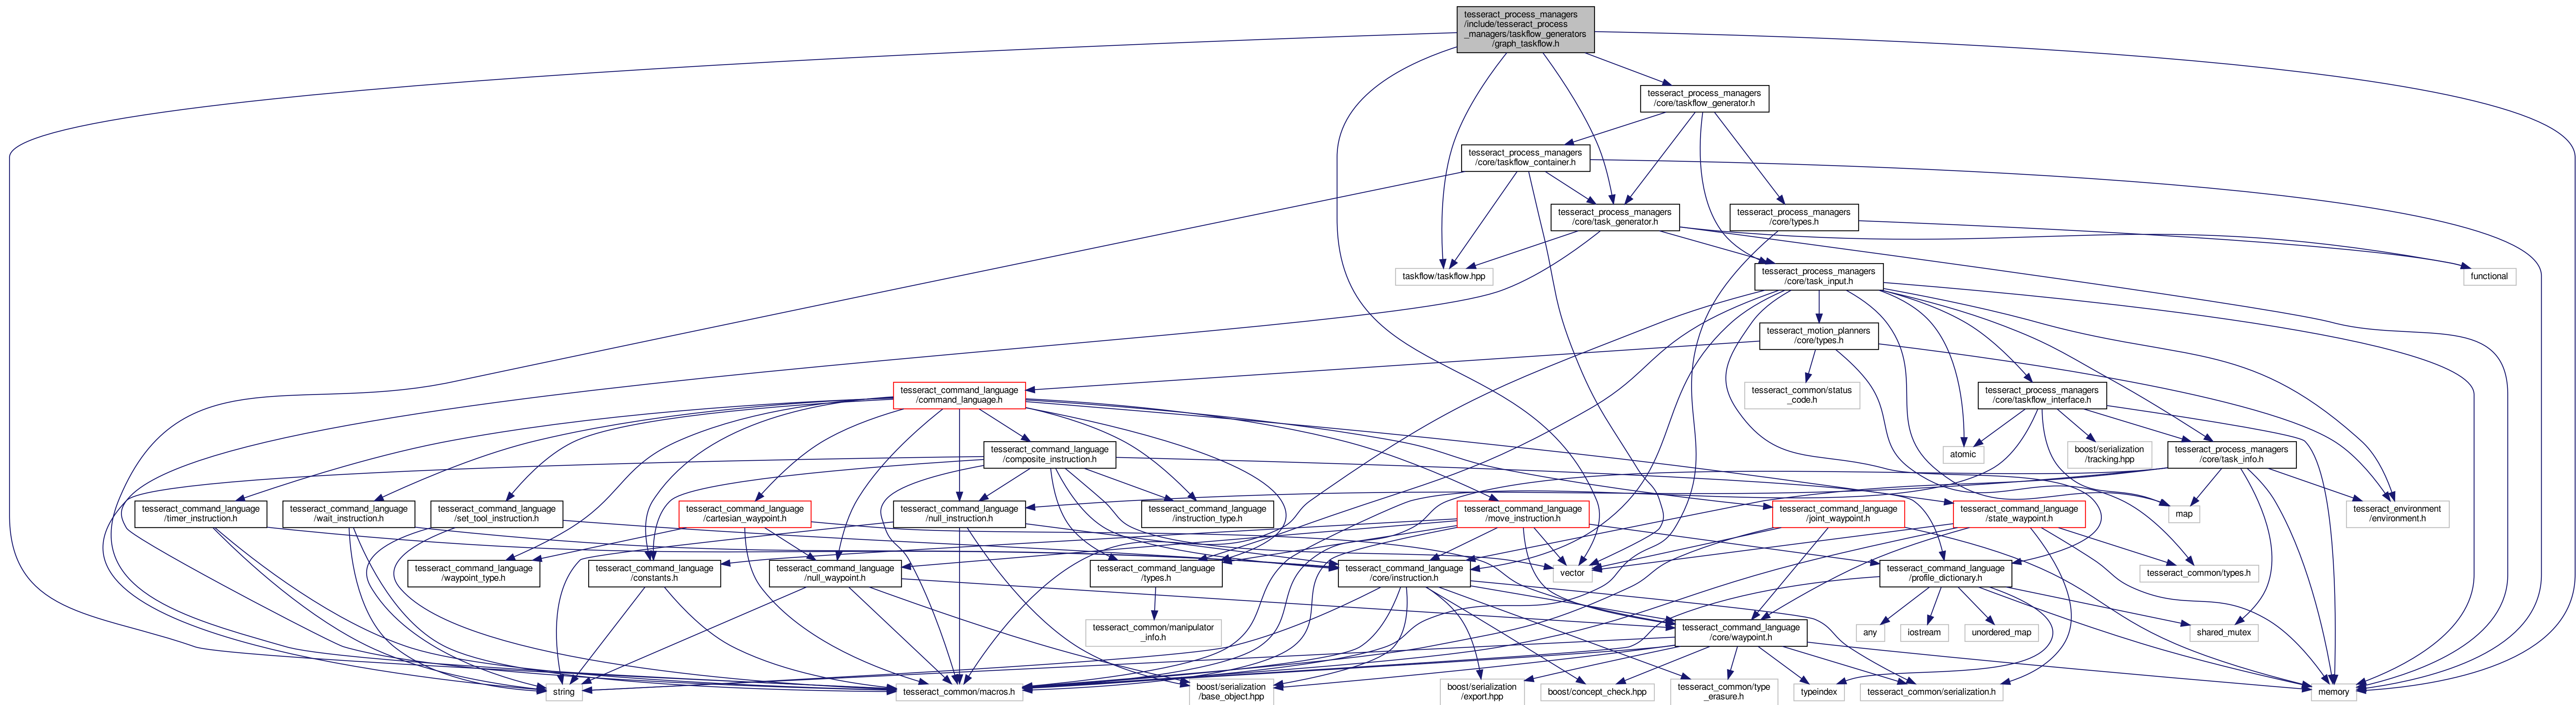 tesseract_process_managers
/include/tesseract_process
_managers/taskflow_generators
/graph_taskflow.h
tesseract_process_managers
/core/taskflow_generator.h
tesseract_process_managers
/core/taskflow_container.h
tesseract_process_managers
/core/task_generator.h
tesseract_process_managers
/core/types.h
taskflow/taskflow.hpp
tesseract_process_managers
/core/task_input.h
functional
tesseract_motion_planners
/core/types.h
tesseract_command_language
/command_language.h
tesseract_common/status
_code.h
tesseract_process_managers
/core/taskflow_interface.h
tesseract_command_language
/composite_instruction.h
atomic
boost/serialization
/tracking.hpp
tesseract_process_managers
/core/task_info.h
tesseract_command_language
/timer_instruction.h
tesseract_command_language
/wait_instruction.h
tesseract_command_language
/set_tool_instruction.h
tesseract_command_language
/cartesian_waypoint.h
tesseract_command_language
/null_instruction.h
tesseract_command_language
/instruction_type.h
tesseract_command_language
/move_instruction.h
tesseract_command_language
/joint_waypoint.h
tesseract_command_language
/state_waypoint.h
map
tesseract_environment
/environment.h
tesseract_command_language
/waypoint_type.h
tesseract_command_language
/constants.h
tesseract_command_language
/null_waypoint.h
tesseract_command_language
/types.h
vector
tesseract_command_language
/core/instruction.h
tesseract_command_language
/profile_dictionary.h
tesseract_common/types.h
tesseract_common/manipulator
_info.h
tesseract_command_language
/core/waypoint.h
any
iostream
unordered_map
shared_mutex
string
tesseract_common/macros.h
boost/serialization
/base_object.hpp
boost/serialization
/export.hpp
boost/concept_check.hpp
tesseract_common/type
_erasure.h
typeindex
tesseract_common/serialization.h
memory